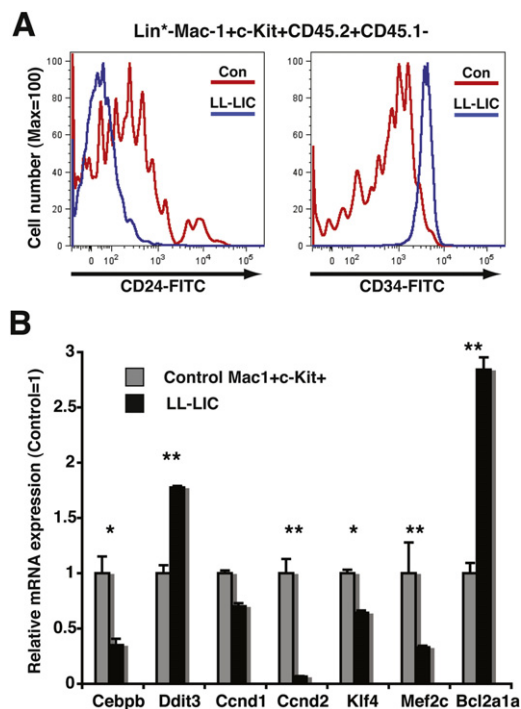 A
Lin*-Mac-1+c-Kit+CD45.2+CD45.1-
Cell number (Max=100)
100
80
60
40
20
0
Con
LL-LIC
0 10² 10³ 10⁴ 10⁵
CD24-FITC
100
80
60
40
20
0
Con
LL-LIC
0 10² 10³ 10⁴ 10⁵
CD34-FITC
B
Relative mRNA expression (Control=1)
3
2.5
2
1.5
1
0.5
0
Control Mac1+c-Kit+
LL-LIC
* ** ** * ** **
Cebpb Ddit3 Ccnd1 Ccnd2 Klf4 Mef2c Bcl2a1a